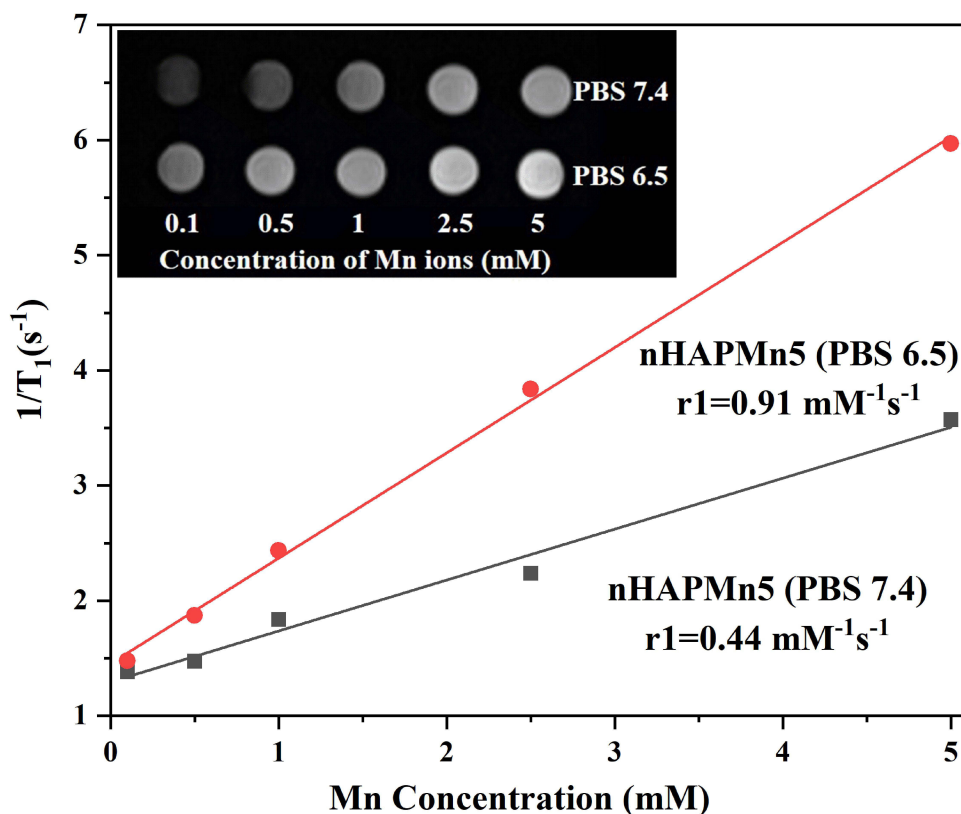 7
6
5
4
3
2
1
0
1
2
3
4
5
1/T₁(s⁻¹)
Mn Concentration (mM)
PBS 7.4
PBS 6.5
0.1 0.5 1 2.5 5
Concentration of Mn ions (mM)
nHAPMn5 (PBS 6.5)
r1=0.91 mM⁻¹s⁻¹
nHAPMn5 (PBS 7.4)
r1=0.44 mM⁻¹s⁻¹